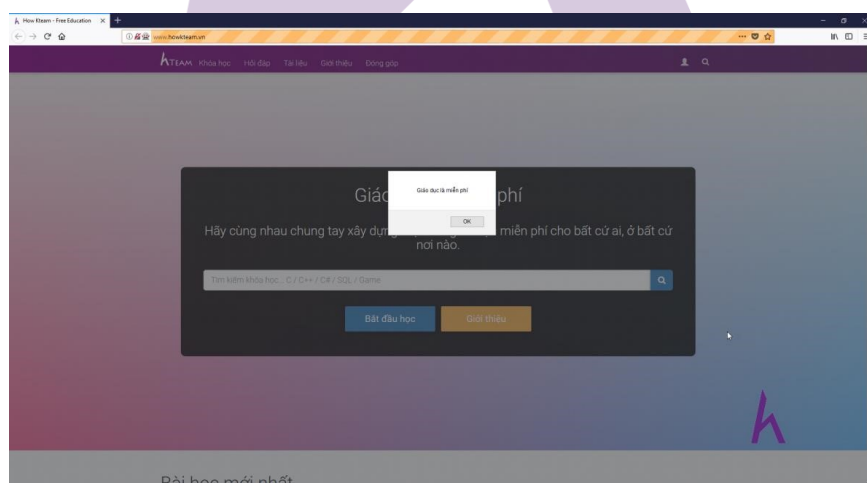 How Kteam - Free Education
www.howkteam.vn
hTEAM Khóa học Hỏi đáp Tài liệu Giới thiệu Đóng góp
Giáo dục là miễn phí
OK
Giáo
phí
Hãy cùng nhau chung tay xây dựng
miễn phí cho bất cứ ai, ở bất cứ
nơi nào.
Tìm kiếm khóa học... C / C++ / C# / SQL / Game
Bắt đầu học
Giới thiệu
Bài học mới nhất